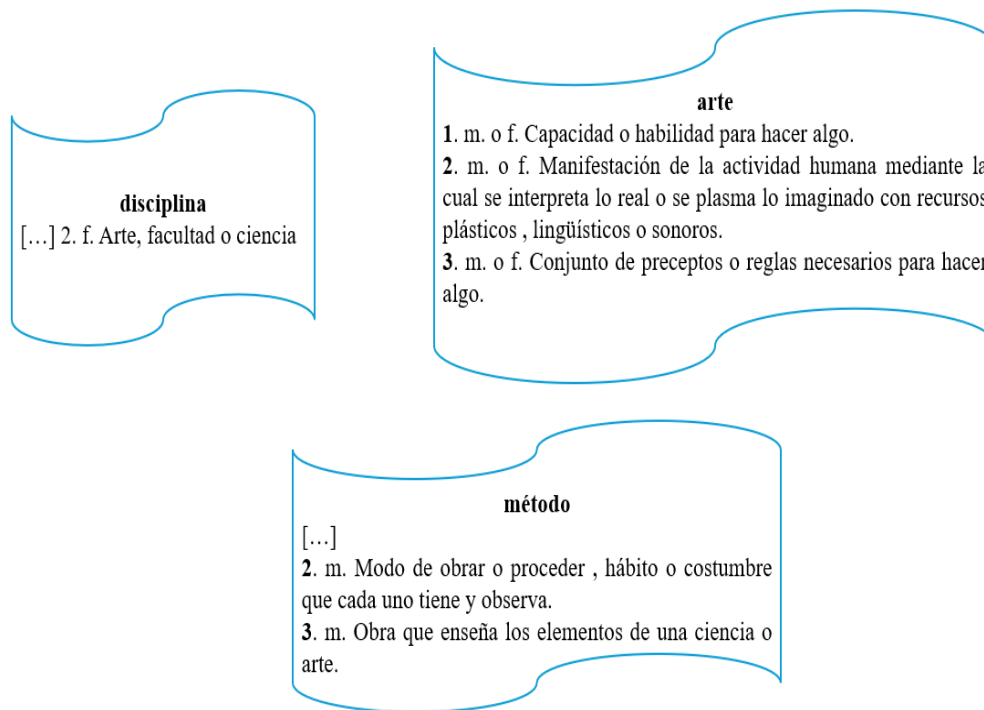 disciplina
[…] 2. f. Arte, facultad o ciencia
arte
1. m. o f. Capacidad o habilidad para hacer algo.
2. m. o f. Manifestación de la actividad humana mediante la
cual se interpreta lo real o se plasma lo imaginado con recursos
plásticos , lingüísticos o sonoros.
3. m. o f. Conjunto de preceptos o reglas necesarios para hacer
algo.
método
[…]
2. m. Modo de obrar o proceder , hábito o costumbre
que cada uno tiene y observa.
3. m. Obra que enseña los elementos de una ciencia o
arte.